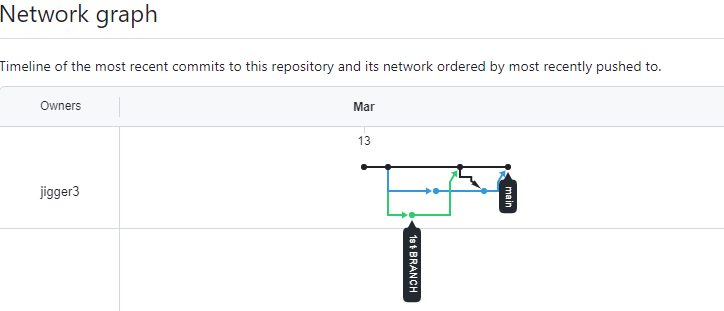 Network graph
Timeline of the most recent commits to this repository and its network ordered by most recently pushed to.
Owners
Mar
13
jigger3
main
1st BRANCH